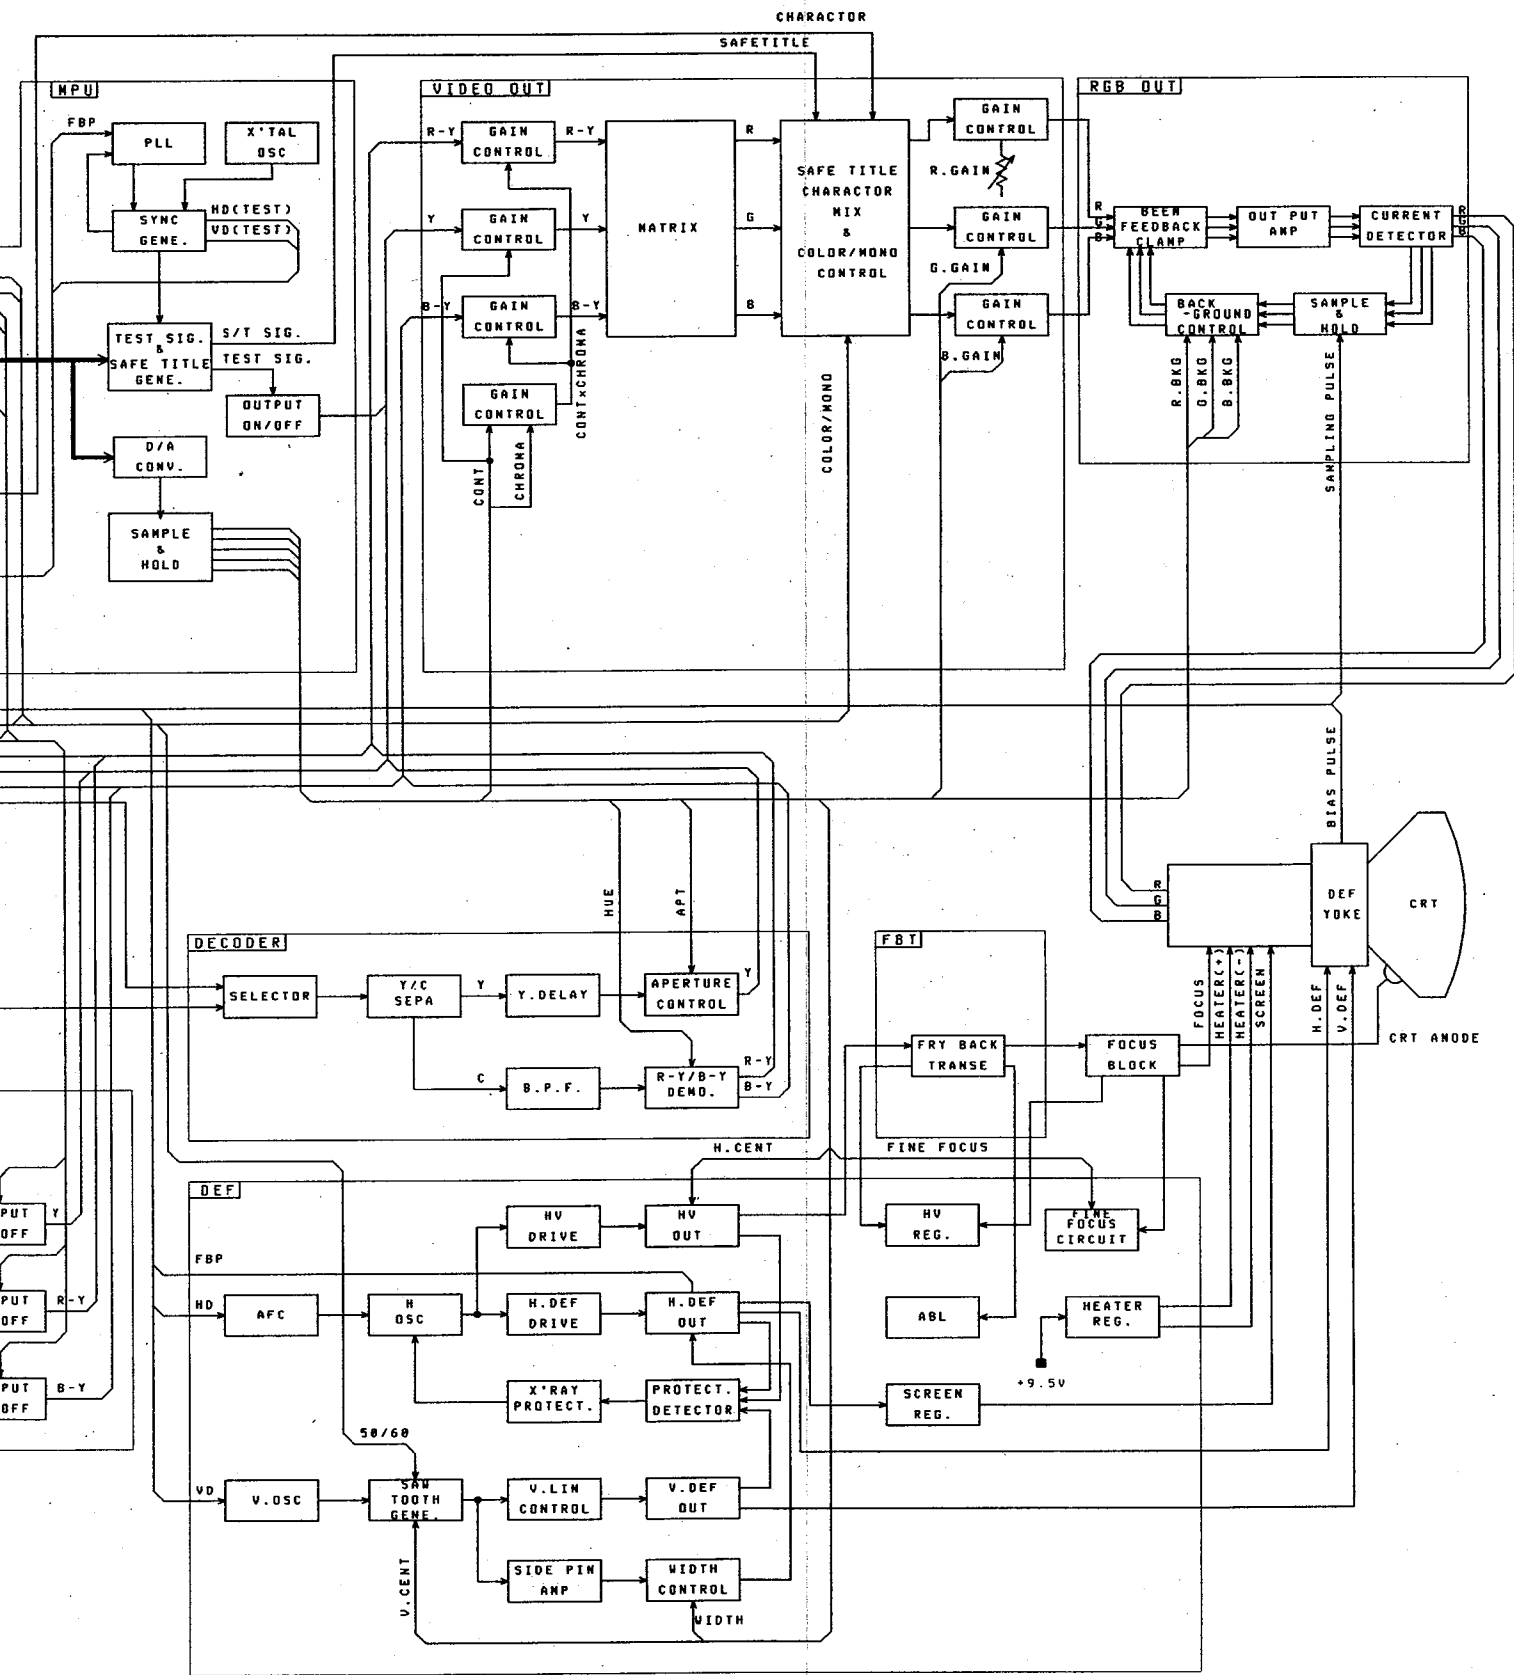 CHARACTOR
SAFETITLE
MPU
VIDEO OUT
RGB OUT
FBP
PLL
X'TAL
OSC
SYNC
GENE.
HD(TEST)
VD(TEST)
TEST SIG.
&
SAFE TITLE
GENE.
S/T SIG.
TEST SIG.
OUTPUT
ON/OFF
D/A
CONV.
SAMPLE
&
HOLD
R-Y
GAIN
CONTROL
R-Y
Y
GAIN
CONTROL
Y
B-Y
GAIN
CONTROL
B-Y
GAIN
CONTROL
CONT×CHROMA
CONT
CHROMA
MATRIX
R
G
B
SAFE TITLE
CHARACTOR
MIX
&
COLOR/MONO
CONTROL
COLOR/MONO
GAIN
CONTROL
R.GAIN
GAIN
CONTROL
G.GAIN
GAIN
CONTROL
B.GAIN
R
G
B
BEEN
FEEDBACK
CLAMP
OUT PUT
AMP
CURRENT
DETECTOR
R
G
B
BACK
-GROUND
CONTROL
SAMPLE
&
HOLD
R.BKG
G.BKG
B.BKG
SAMPLING PULSE
BIAS PULSE
R
G
B
DEF
YOKE
CRT
FOCUS
HEATER(+)
HEATER(-)
SCREEN
H.DEF
V.DEF
CRT ANODE
HUE
APT
DECODER
SELECTOR
Y/C
SEPA
Y
Y.DELAY
APERTURE
CONTROL
Y
C
B.P.F.
R-Y/B-Y
DEMO.
R-Y
B-Y
FBT
FRY BACK
TRANSE
FOCUS
BLOCK
H.CENT
FINE FOCUS
DEF
PUT
OFF
Y
PUT
OFF
R-Y
PUT
OFF
B-Y
HV
DRIVE
HV
OUT
HV
REG.
FINE
FOCUS
CIRCUIT
FBP
HD
AFC
H
OSC
H.DEF
DRIVE
H.DEF
OUT
ABL
HEATER
REG.
+9.5V
X'RAY
PROTECT.
PROTECT.
DETECTOR
SCREEN
REG.
50/60
VD
V.OSC
SAW
TOOTH
GENE.
V.LIN
CONTROL
V.DEF
OUT
SIDE PIN
AMP
WIDTH
CONTROL
V.CENT
WIDTH